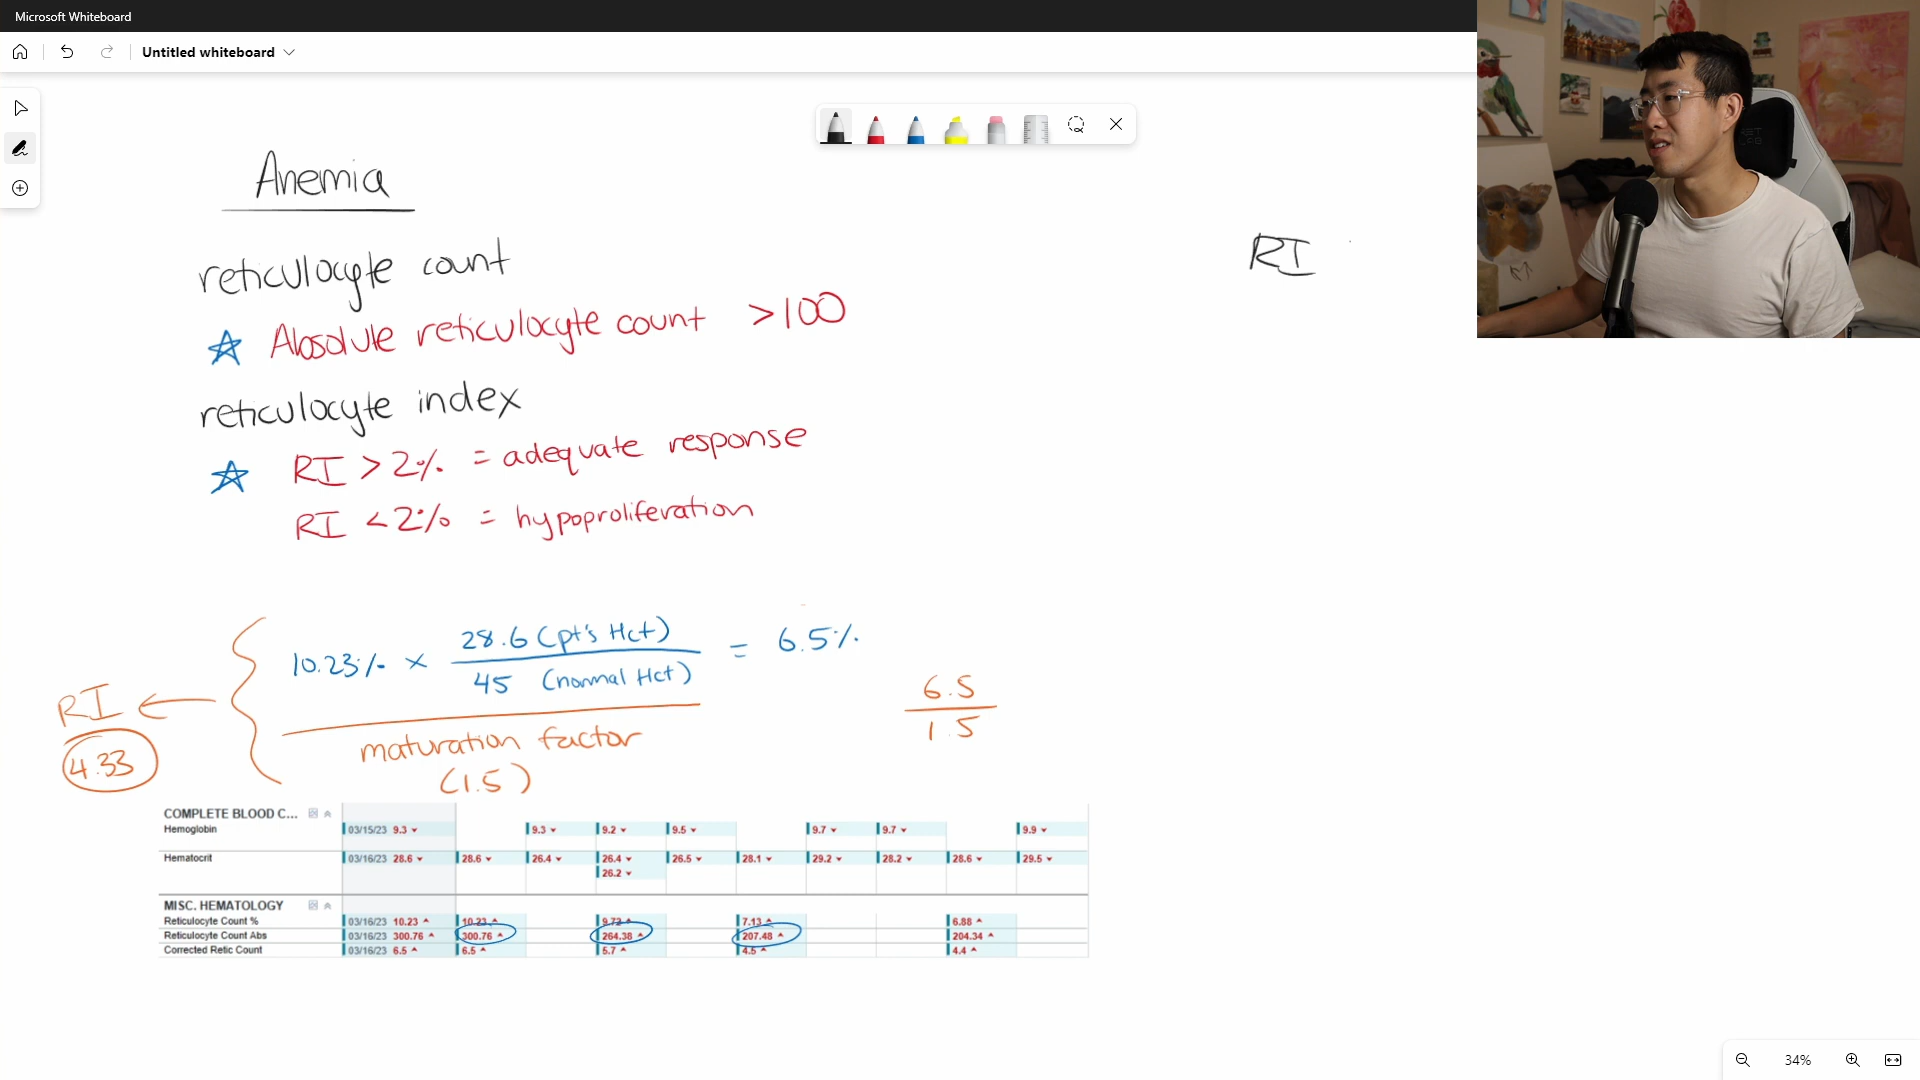 Microsoft Whiteboard
Untitled whiteboard
Anemia
reticulocyte count
Absolute reticulocyte count >100
reticulocyte index
RI > 2% = adequate response
RI < 2% = hypoproliferation
RI
10.23% × 28.6 (pt's Hct) = 6.5%
45 (normal Hct)
maturation factor
(1.5)
RI
4.33
6.5
1.5
COMPLETE BLOOD C...
Hemoglobin 03/15/23 9.3 9.3 9.2 9.5 9.7 9.7 9.9
Hematocrit 03/16/23 28.6 28.6 26.4 26.4 26.5 28.1 29.2 28.2 28.6 29.5
26.2
MISC. HEMATOLOGY
Reticulocyte Count % 03/16/23 10.23 10.23 9.72 7.13 6.88
Reticulocyte Count Abs 03/16/23 300.76 300.76 264.38 207.48 204.34
Corrected Retic Count 03/16/23 6.5 6.5 5.7 4.5 4.4
34%